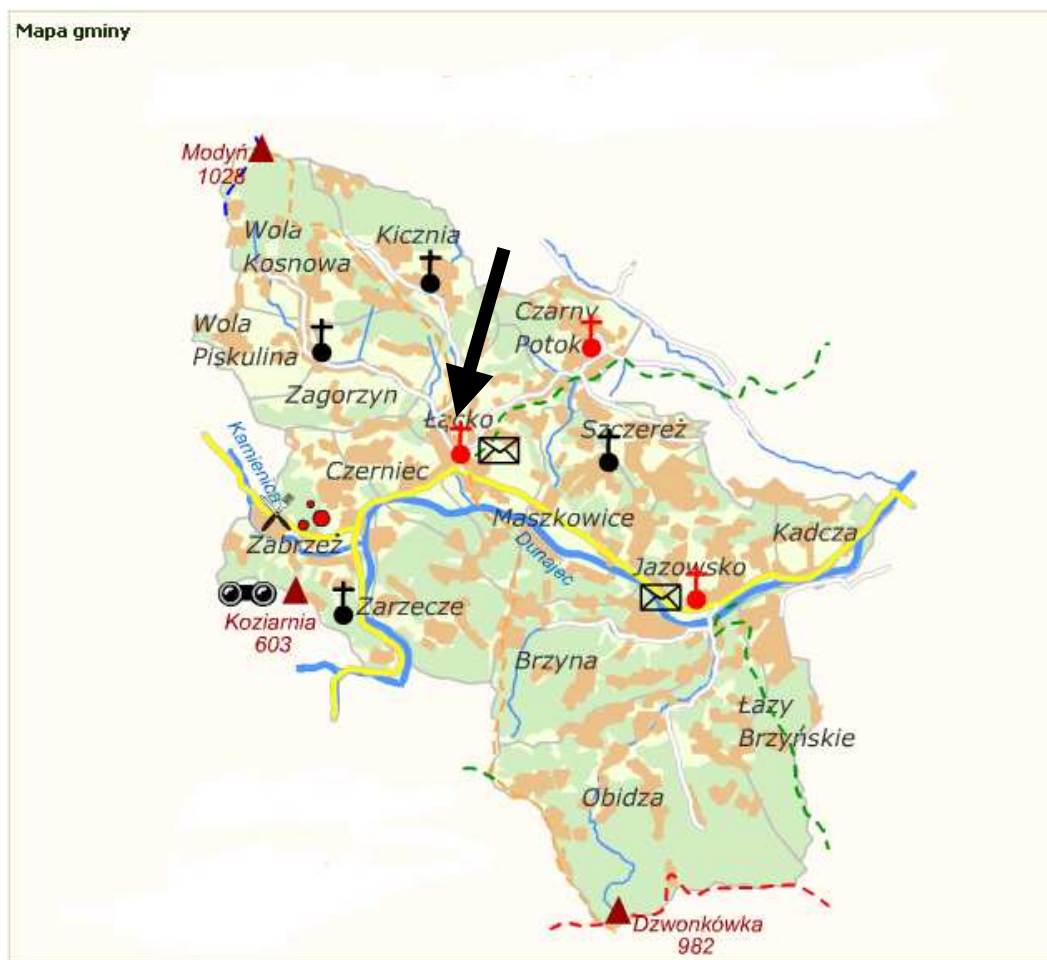 Mapa gminy
Modyń
1028
Wola
Kosnowa
Kicznia
Wola
Piskulina
Czarny
Potok
Zagorzyn
Łącko
Szczereż
Kamienica
Czerniec
Maszkowice
Kadcza
Zabrzeż
Dunajec
Jazowsko
Koziarnia
603
Zarzecze
Brzyna
Łazy
Brzyńskie
Obidza
Dzwonkówka
982